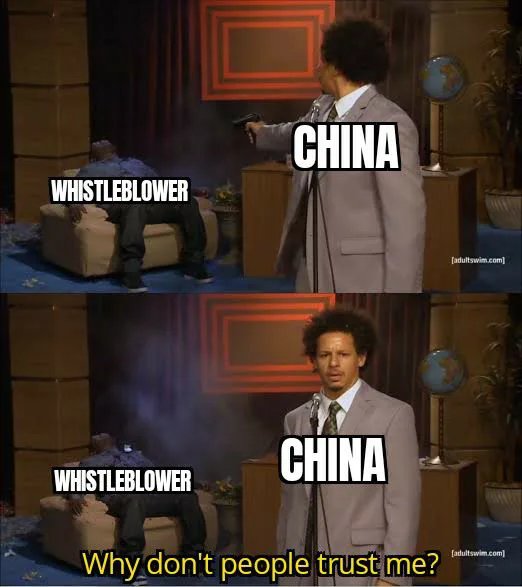 CHINA
WHISTLEBLOWER
[adultswim.com]
CHINA
WHISTLEBLOWER
[adultswim.com]
Why don't people trust me?